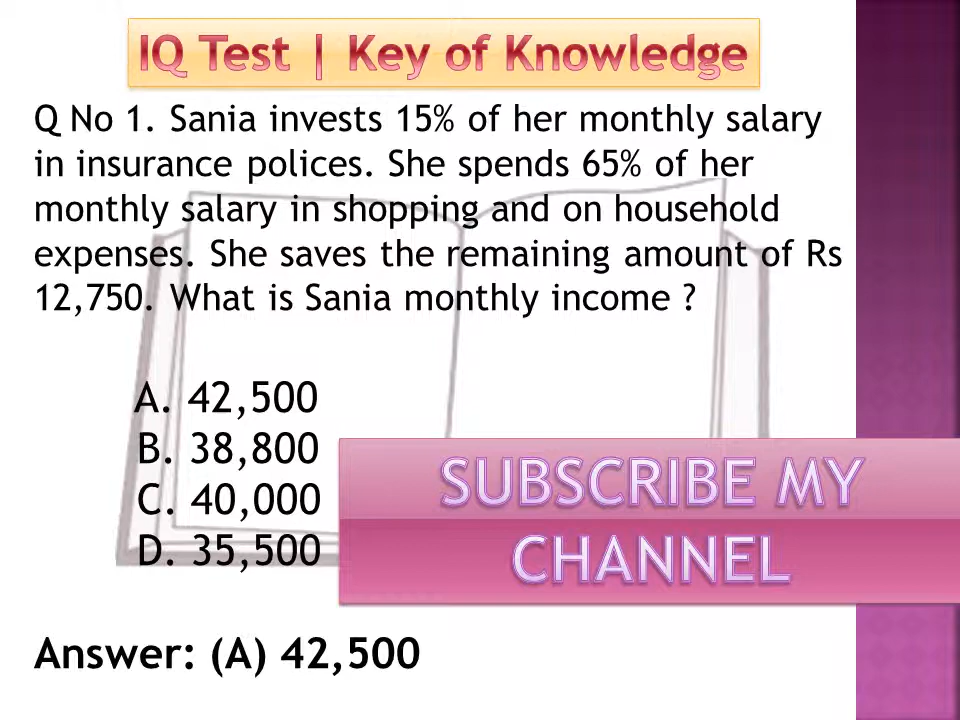 IQ Test | Key of Knowledge
Q No 1. Sania invests 15% of her monthly salary
in insurance polices. She spends 65% of her
monthly salary in shopping and on household
expenses. She saves the remaining amount of Rs
12,750. What is Sania monthly income ?
A. 42,500
B. 38,800
C. 40,000
D. 35,500
SUBSCRIBE MY
CHANNEL
Answer: (A) 42,500